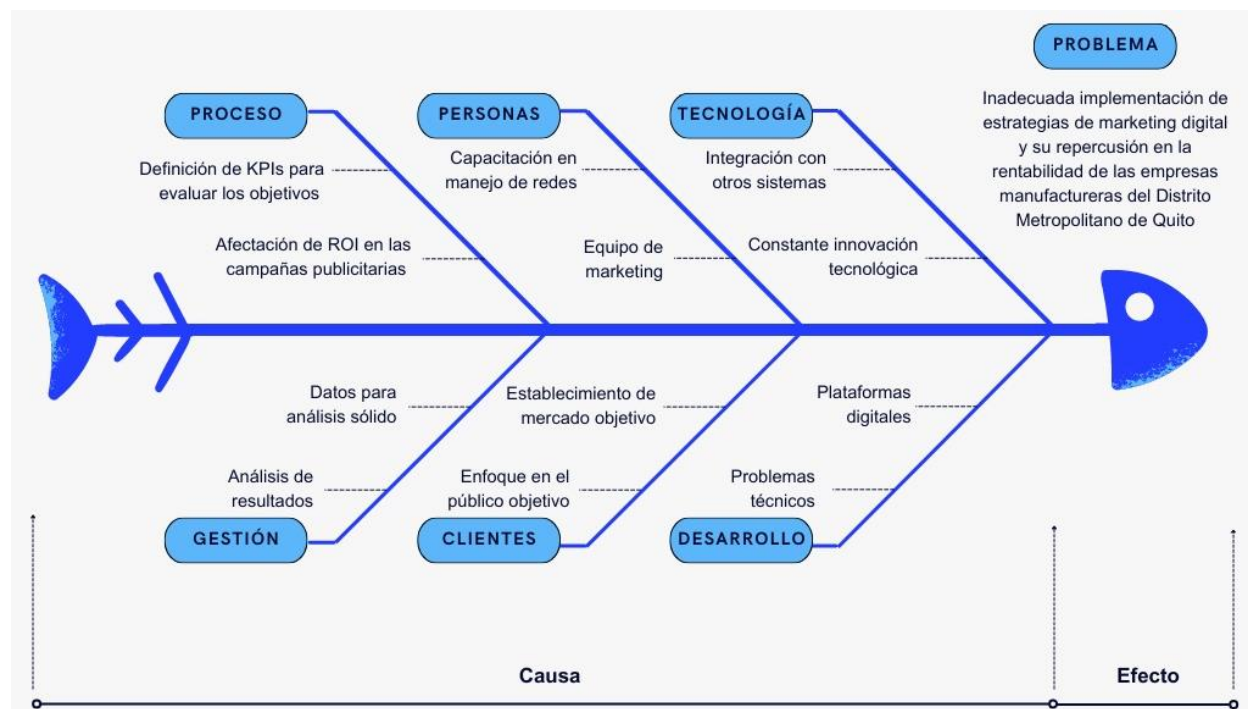 PROBLEMA
Inadecuada implementación de
estrategias de marketing digital
y su repercusión en la
rentabilidad de las empresas
manufactureras del Distrito
Metropolitano de Quito
PROCESO
Definición de KPIs para
evaluar los objetivos
Afectación de ROI en las
campañas publicitarias
PERSONAS
Capacitación en
manejo de redes
Equipo de
marketing
TECNOLOGÍA
Integración con
otros sistemas
Constante innovación
tecnológica
Datos para
análisis sólido
Análisis de
resultados
GESTIÓN
Establecimiento de
mercado objetivo
Enfoque en el
público objetivo
CLIENTES
Plataformas
digitales
Problemas
técnicos
DESARROLLO
Causa
Efecto